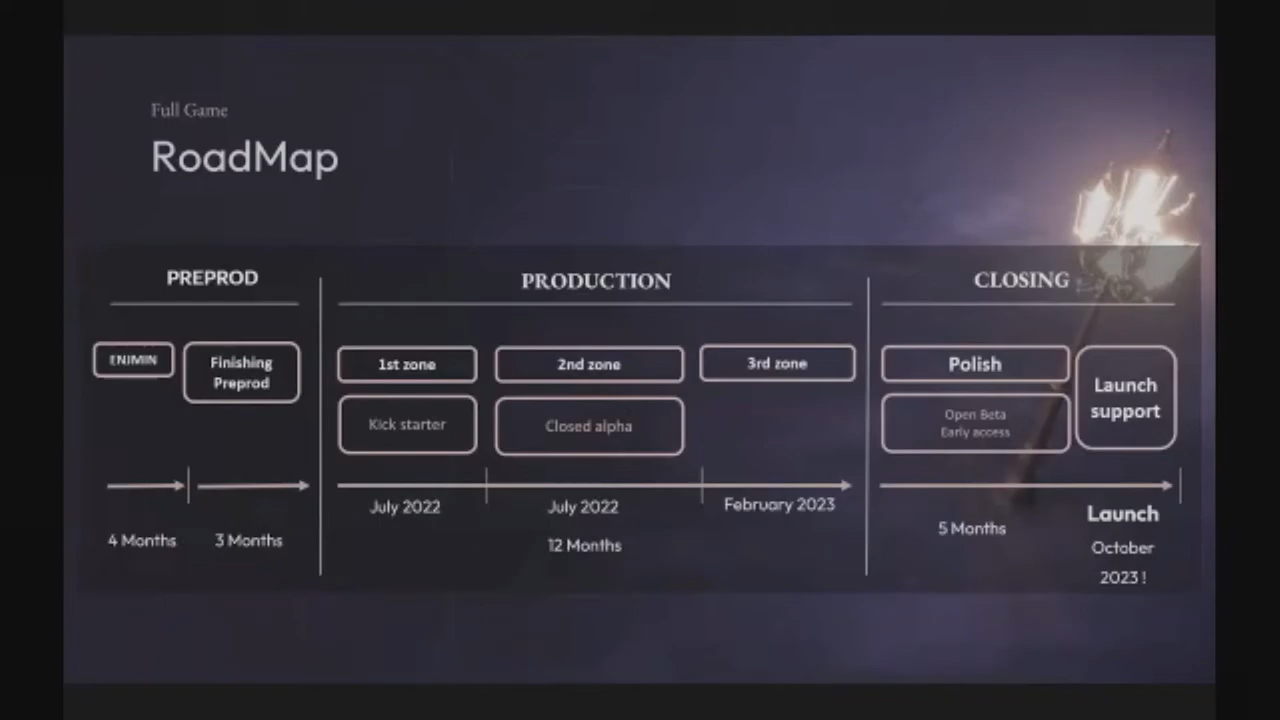 Full Game
RoadMap
PREPROD
PRODUCTION
CLOSING
ENJMIN
Finishing
Preprod
1st zone
2nd zone
3rd zone
Polish
Launch
support
Kick starter
Closed alpha
Open Beta
Early access
July 2022
July 2022
February 2023
4 Months
3 Months
12 Months
5 Months
Launch
October
2023 !